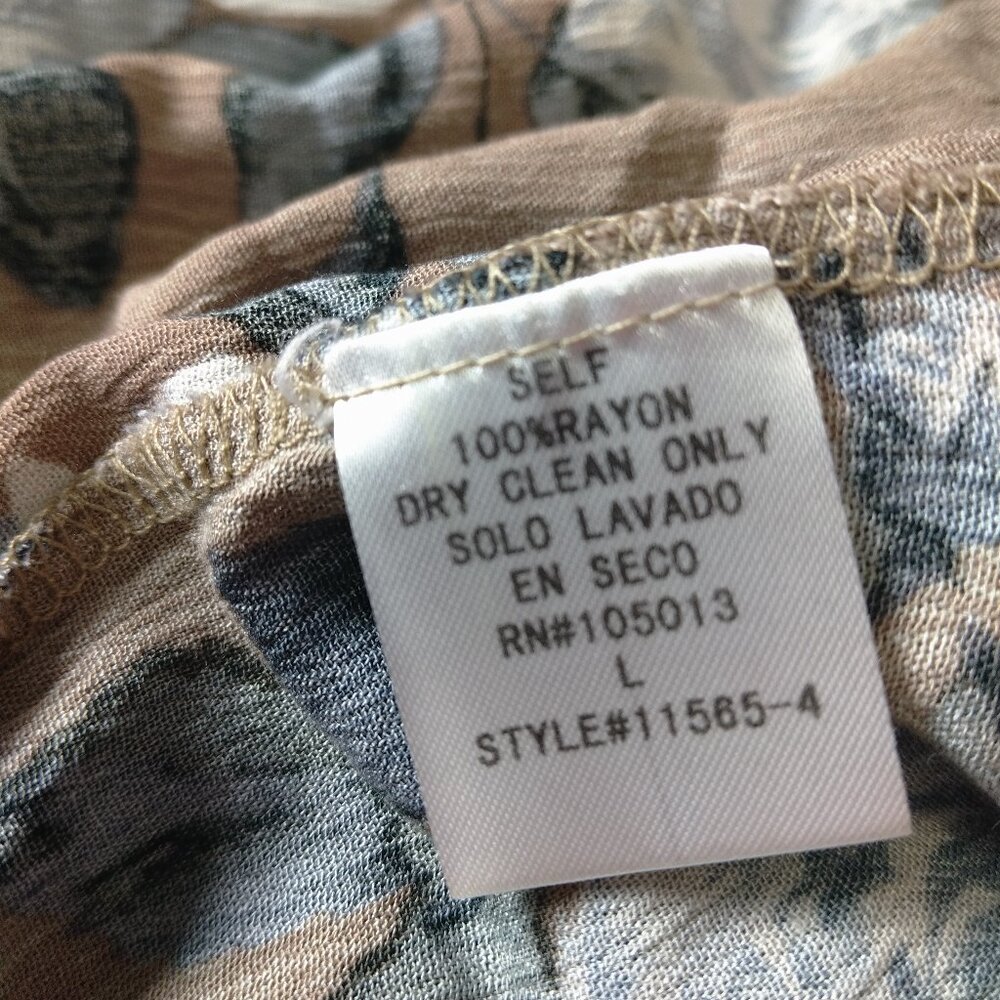 SELF
100%RAYON
DRY CLEAN ONLY
SOLO LAVADO
EN SECO
RN#105013
L
STYLE#11565-4